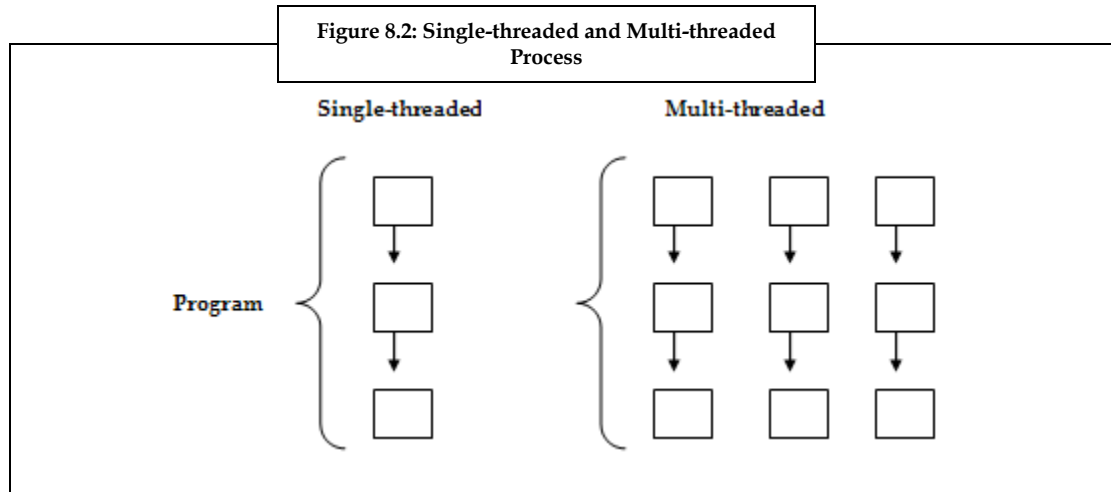 Figure 8.2: Single-threaded and Multi-threaded
Process
Single-threaded
Multi-threaded
Program